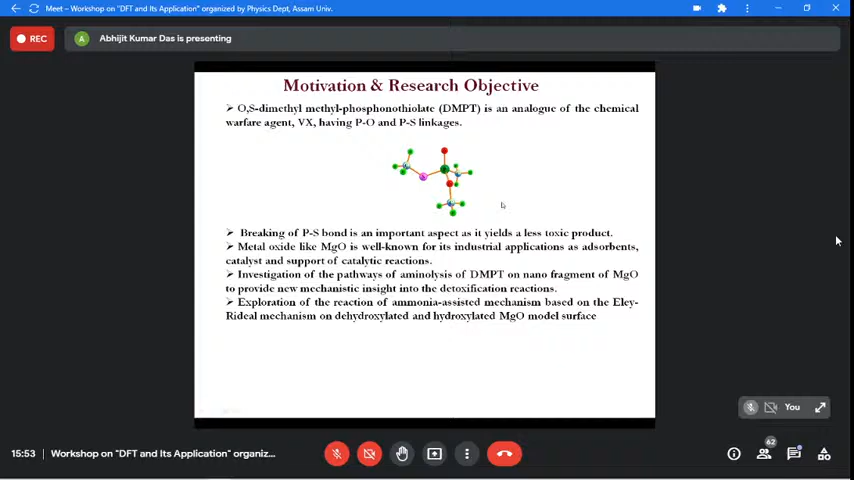 Meet – Workshop on "DFT and Its Application" organized by Physics Dept, Assam Univ.
REC
A
Abhijit Kumar Das is presenting
Motivation & Research Objective
➢ O,S-dimethyl methyl-phosphonothiolate (DMPT) is an analogue of the chemical
warfare agent, VX, having P-O and P-S linkages.
➢ Breaking of P-S bond is an important aspect as it yields a less toxic product.
➢ Metal oxide like MgO is well-known for its industrial applications as adsorbents,
catalyst and support of catalytic reactions.
➢ Investigation of the pathways of aminolysis of DMPT on nano fragment of MgO
to provide new mechanistic insight into the detoxification reactions.
➢ Exploration of the reaction of ammonia-assisted mechanism based on the Eley-
Rideal mechanism on dehydroxylated and hydroxylated MgO model surface
You
15:53 | Workshop on "DFT and Its Application" organiz...
62